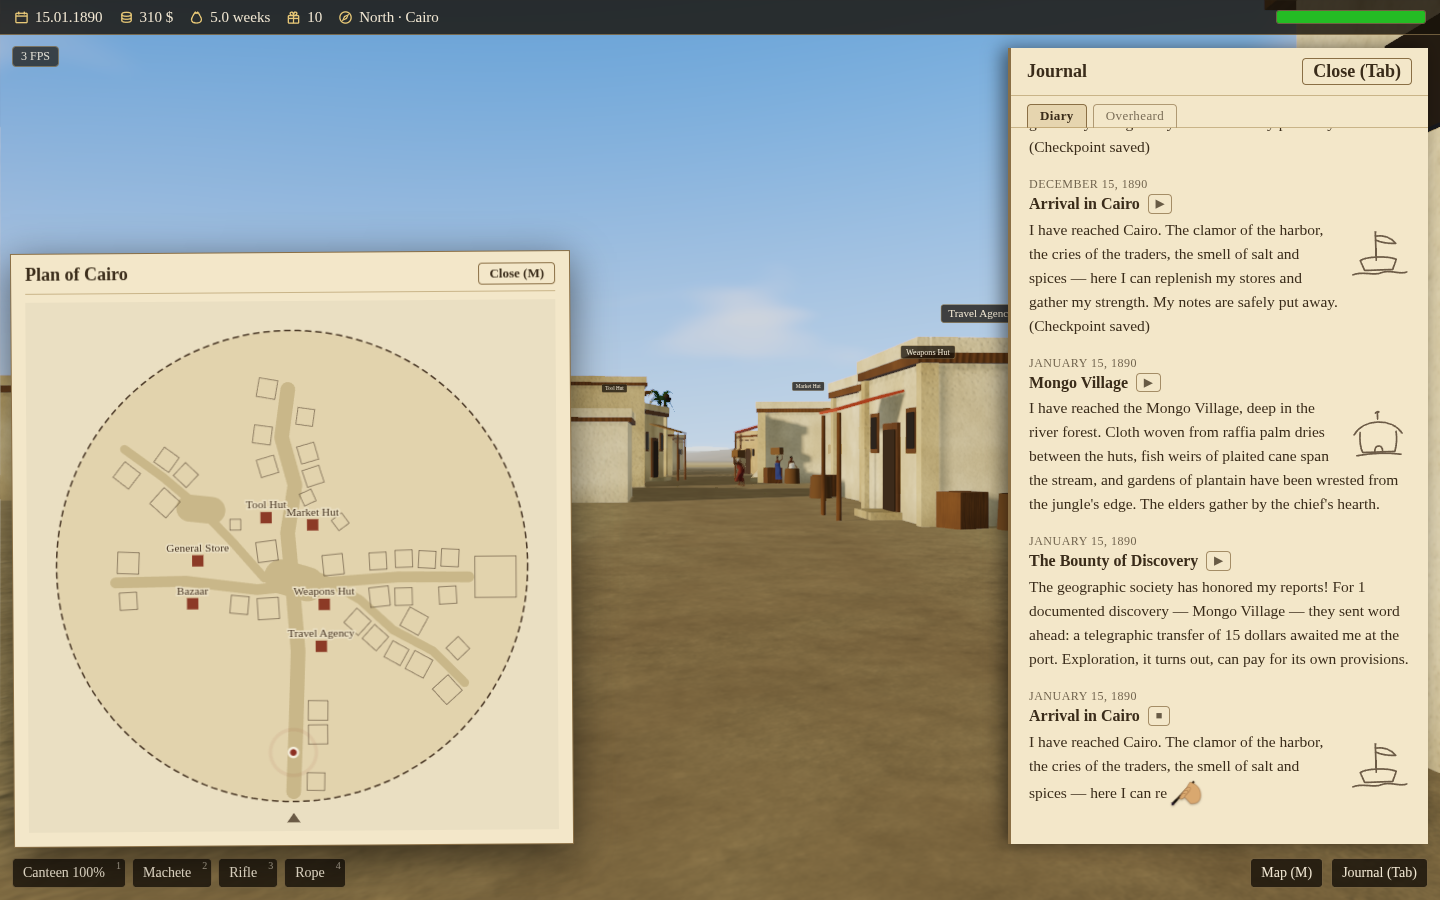 15.01.1890 310 $ 5.0 weeks 10 North · Cairo
3 FPS
Plan of Cairo
Close (M)
Tool Hut
Market Hut
General Store
Bazaar
Weapons Hut
Travel Agency
Tool Hut
Market Hut
Weapons Hut
Travel Agenc
Journal
Close (Tab)
Diary
Overheard
(Checkpoint saved)
DECEMBER 15, 1890
Arrival in Cairo
I have reached Cairo. The clamor of the harbor,
the cries of the traders, the smell of salt and
spices — here I can replenish my stores and
gather my strength. My notes are safely put away.
(Checkpoint saved)
JANUARY 15, 1890
Mongo Village
I have reached the Mongo Village, deep in the
river forest. Cloth woven from raffia palm dries
between the huts, fish weirs of plaited cane span
the stream, and gardens of plantain have been wrested from
the jungle's edge. The elders gather by the chief's hearth.
JANUARY 15, 1890
The Bounty of Discovery
The geographic society has honored my reports! For 1
documented discovery — Mongo Village — they sent word
ahead: a telegraphic transfer of 15 dollars awaited me at the
port. Exploration, it turns out, can pay for its own provisions.
JANUARY 15, 1890
Arrival in Cairo
I have reached Cairo. The clamor of the harbor,
the cries of the traders, the smell of salt and
spices — here I can re
Canteen 100% 1
Machete 2
Rifle 3
Rope 4
Map (M)
Journal (Tab)